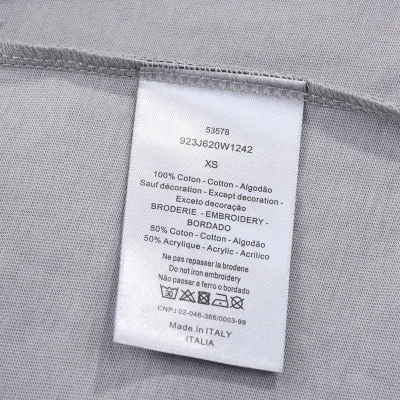 53578
923J620W1242
XS
100% Coton - Cotton - Algodão
Sauf décoration - Except decoration -
Exceto decoração
BRODERIE - EMBROIDERY -
BORDADO
50% Coton - Cotton - Algodão
50% Acrylique - Acrylic - Acrílico
Ne pas repasser la broderie
Do not iron embroidery
Não passar a ferro o bordado
CNPJ 02-046-366/0003-99
Made In ITALY
ITALIA